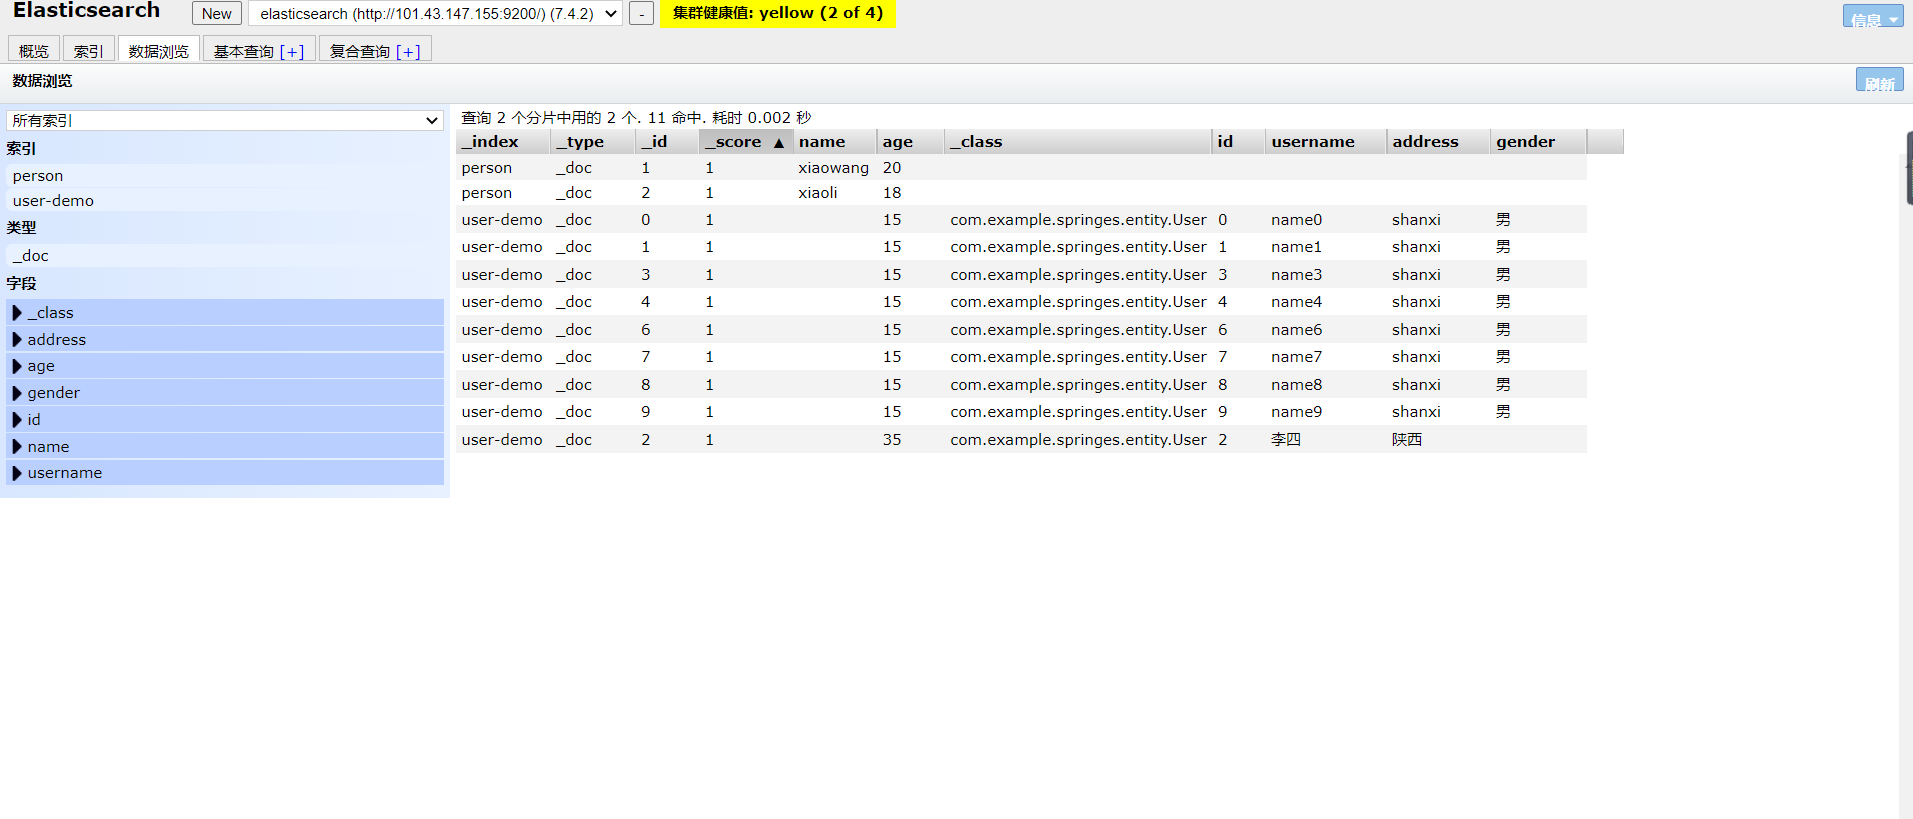 Elasticsearch New elasticsearch (http://101.43.147.155:9200/) (7.4.2) - 集群健康值: yellow (2 of 4) 信息
概览 索引 数据浏览 基本查询 [+] 复合查询 [+]
数据浏览 刷新
所有索引
索引
person
user-demo
类型
_doc
字段
_class
address
age
gender
id
name
username
查询 2 个分片中用的 2 个. 11 命中. 耗时 0.002 秒
_index _type _id _score ▲ name age _class id username address gender
person _doc 1 1 xiaowang 20
person _doc 2 1 xiaoli 18
user-demo _doc 0 1 15 com.example.springes.entity.User 0 name0 shanxi 男
user-demo _doc 1 1 15 com.example.springes.entity.User 1 name1 shanxi 男
user-demo _doc 3 1 15 com.example.springes.entity.User 3 name3 shanxi 男
user-demo _doc 4 1 15 com.example.springes.entity.User 4 name4 shanxi 男
user-demo _doc 6 1 15 com.example.springes.entity.User 6 name6 shanxi 男
user-demo _doc 7 1 15 com.example.springes.entity.User 7 name7 shanxi 男
user-demo _doc 8 1 15 com.example.springes.entity.User 8 name8 shanxi 男
user-demo _doc 9 1 15 com.example.springes.entity.User 9 name9 shanxi 男
user-demo _doc 2 1 35 com.example.springes.entity.User 2 李四 陕西